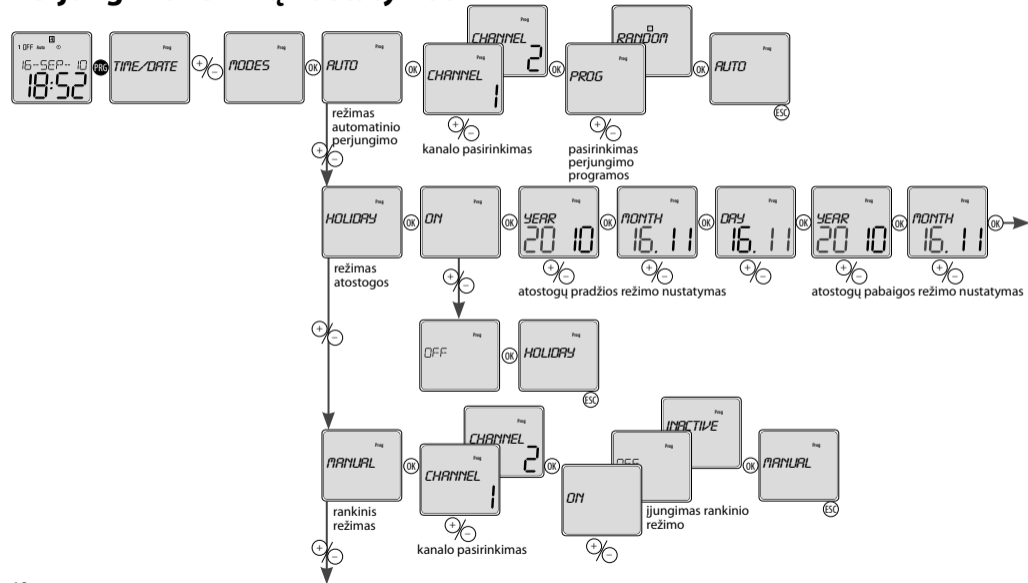 1 OFF Auto
16-SEP-10
18:52
PRG
Prog
TIME/DATE
+/-
Prog
MODES
OK
Prog
AUTO
OK
Prog
CHANNEL
2
Prog
CHANNEL
1
OK
Prog
RANDOM
Prog
PROG
OK
Prog
AUTO
ESC
režimas
automatinio
perjungimo
+/-
+/-
kanalo pasirinkimas
+/-
pasirinkimas
perjungimo
programos
Prog
HOLIDAY
OK
Prog
ON
OK
Prog
YEAR
20 10
OK
Prog
MONTH
16. 11
OK
Prog
DAY
16. 11
OK
Prog
YEAR
20 10
OK
Prog
MONTH
16. 11
OK
režimas
atostogos
+/-
+/-
+/-
+/-
+/-
+/-
+/-
atostogų pradžios režimo nustatymas
atostogų pabaigos režimo nustatymas
Prog
OFF
OK
Prog
HOLIDAY
ESC
Prog
MANUAL
OK
Prog
CHANNEL
2
Prog
CHANNEL
1
OK
Prog
INACTIVE
Prog
OFF
ON
OK
Prog
MANUAL
ESC
rankinis
režimas
+/-
+/-
kanalo pasirinkimas
įjungimas rankinio
režimo
+/-